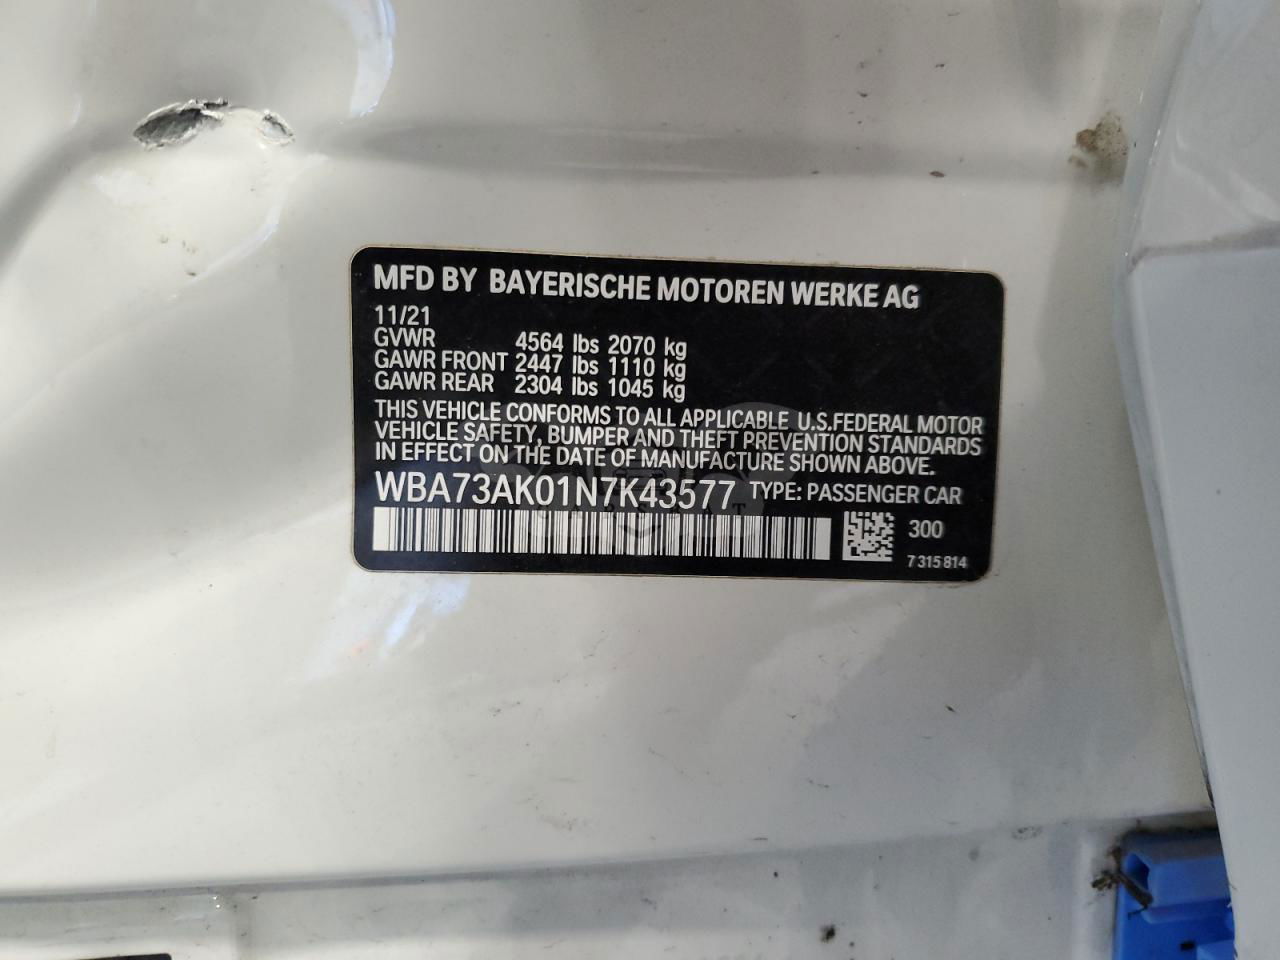 MFD BY BAYERISCHE MOTOREN WERKE AG
11/21
GVWR 4564 lbs 2070 kg
GAWR FRONT 2447 lbs 1110 kg
GAWR REAR 2304 lbs 1045 kg
THIS VEHICLE CONFORMS TO ALL APPLICABLE U.S.FEDERAL MOTOR
VEHICLE SAFETY, BUMPER AND THEFT PREVENTION STANDARDS
IN EFFECT ON THE DATE OF MANUFACTURE SHOWN ABOVE.
WBA73AK01N7K43577 TYPE: PASSENGER CAR
300
7 315 814